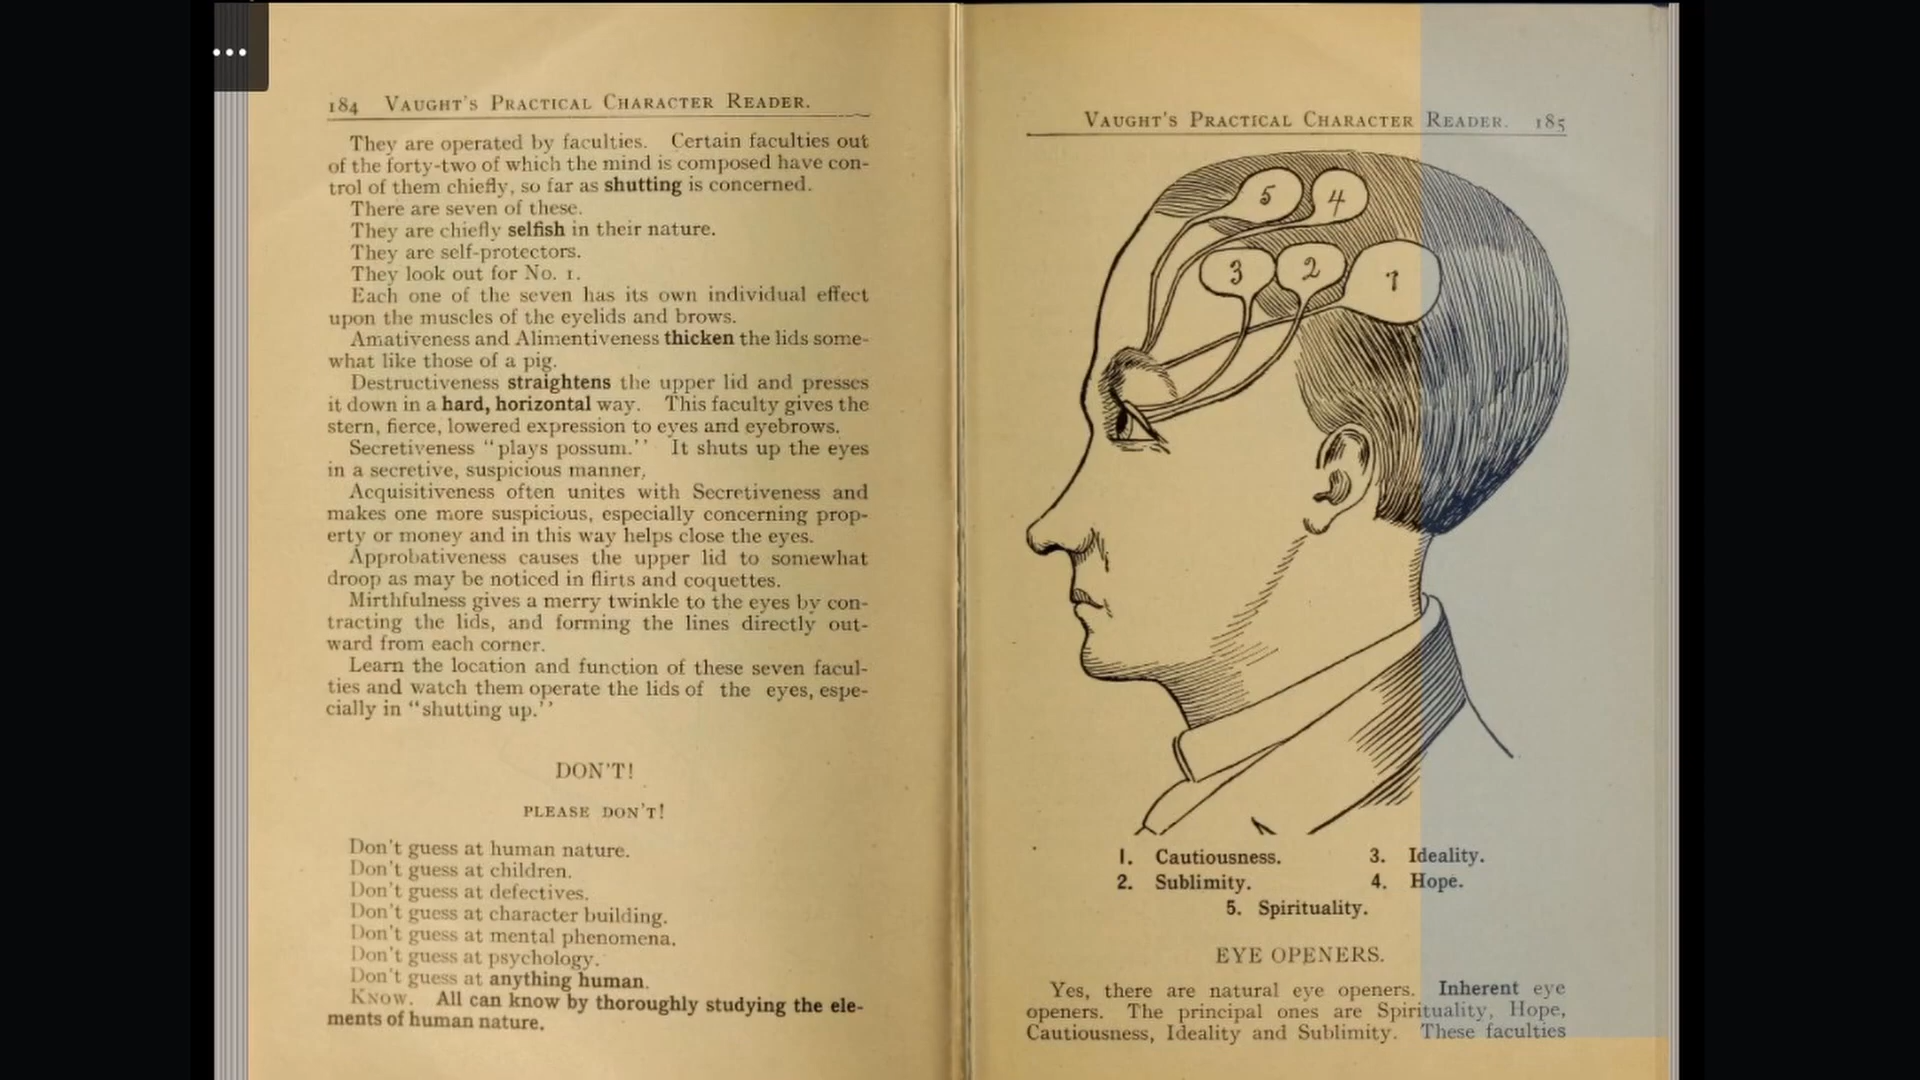 184 VAUGHT'S PRACTICAL CHARACTER READER.
They are operated by faculties. Certain faculties out
of the forty-two of which the mind is composed have con-
trol of them chiefly, so far as shutting is concerned.
There are seven of these.
They are chiefly selfish in their nature.
They are self-protectors.
They look out for No. 1.
Each one of the seven has its own individual effect
upon the muscles of the eyelids and brows.
Amativeness and Alimentiveness thicken the lids some-
what like those of a pig.
Destructiveness straightens the upper lid and presses
it down in a hard, horizontal way. This faculty gives the
stern, fierce, lowered expression to eyes and eyebrows.
Secretiveness "plays possum." It shuts up the eyes
in a secretive, suspicious manner,
Acquisitiveness often unites with Secretiveness and
makes one more suspicious, especially concerning prop-
erty or money and in this way helps close the eyes.
Approbativeness causes the upper lid to somewhat
droop as may be noticed in flirts and coquettes.
Mirthfulness gives a merry twinkle to the eyes by con-
tracting the lids, and forming the lines directly out-
ward from each corner.
Learn the location and function of these seven facul-
ties and watch them operate the lids of the eyes, espe-
cially in "shutting up."
DON'T!
PLEASE DON'T!
Don't guess at human nature.
Don't guess at children.
Don't guess at defectives.
Don't guess at character building.
Don't guess at mental phenomena.
Don't guess at psychology.
Don't guess at anything human.
KNOW. All can know by thoroughly studying the ele-
ments of human nature.
VAUGHT'S PRACTICAL CHARACTER READER. 185
5 4
3 2 1
1. Cautiousness. 3. Ideality.
2. Sublimity. 4. Hope.
5. Spirituality.
EYE OPENERS.
Yes, there are natural eye openers. Inherent eye
openers. The principal ones are Spirituality, Hope,
Cautiousness, Ideality and Sublimity. These faculties